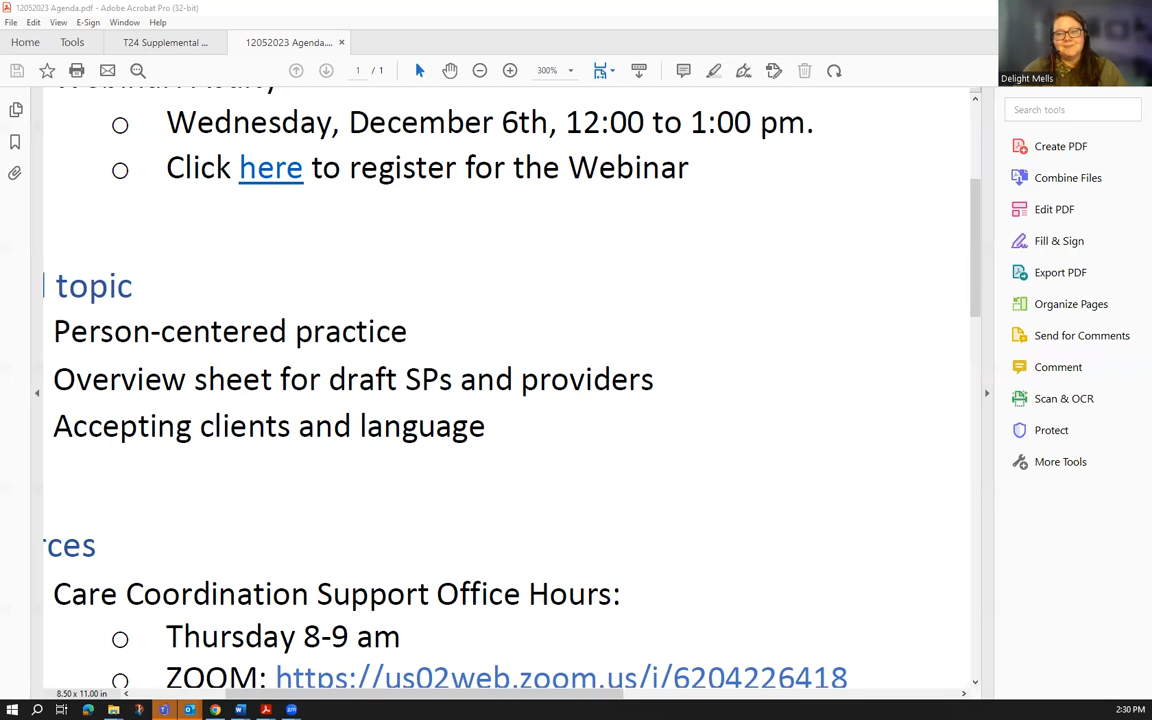 12052023 Agenda.pdf - Adobe Acrobat Pro (32-bit)
File Edit View E-Sign Window Help
Home Tools T24 Supplemental ... 12052023 Agenda.... ×
1 / 1 300%
Delight Mells
Wednesday, December 6th, 12:00 to 1:00 pm.
Click here to register for the Webinar
topic
Person-centered practice
Overview sheet for draft SPs and providers
Accepting clients and language
rces
Care Coordination Support Office Hours:
Thursday 8-9 am
ZOOM: https://us02web.zoom.us/j/6204226418
8.50 x 11.00 in
Search tools
Create PDF
Combine Files
Edit PDF
Fill & Sign
Export PDF
Organize Pages
Send for Comments
Comment
Scan & OCR
Protect
More Tools
2:30 PM